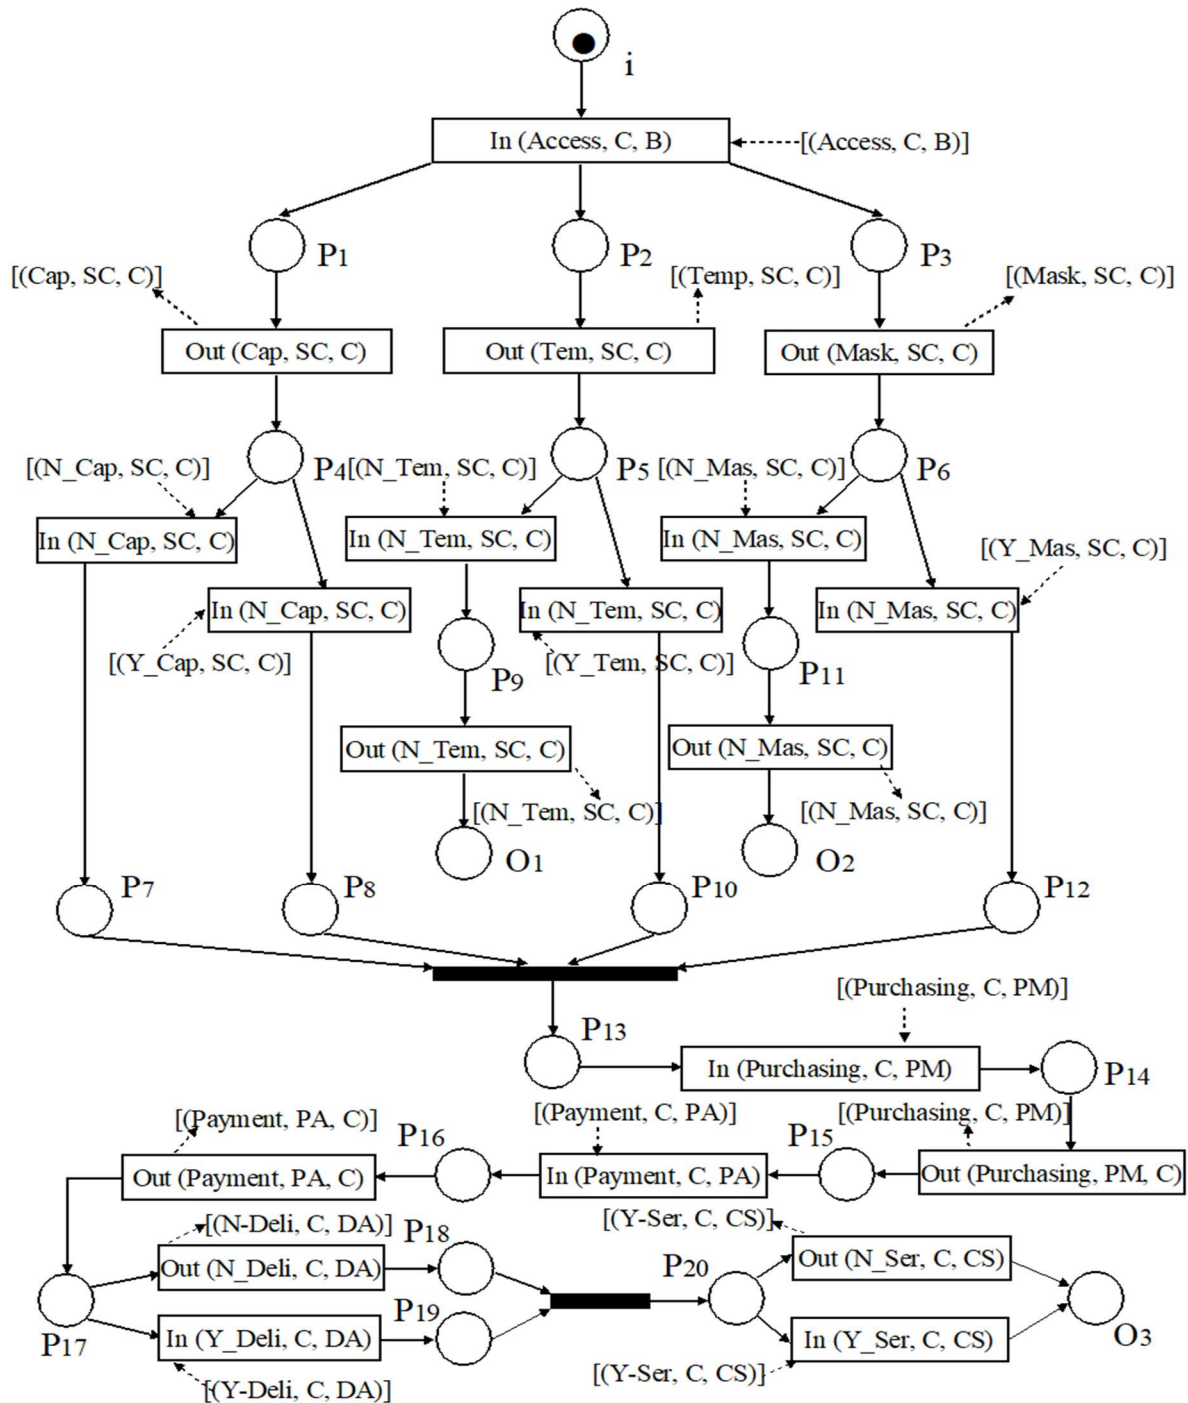 i
In (Access, C, B)
[(Access, C, B)]
P1
P2
P3
[(Cap, SC, C)]
[(Temp, SC, C)]
[(Mask, SC, C)]
Out (Cap, SC, C)
Out (Tem, SC, C)
Out (Mask, SC, C)
[(N_Cap, SC, C)]
P4
[(N_Tem, SC, C)]
P5
[(N_Mas, SC, C)]
P6
In (N_Cap, SC, C)
In (N_Tem, SC, C)
In (N_Mas, SC, C)
[(Y_Mas, SC, C)]
In (N_Cap, SC, C)
In (N_Tem, SC, C)
In (N_Mas, SC, C)
[(Y_Cap, SC, C)]
P9
[(Y_Tem, SC, C)]
P11
Out (N_Tem, SC, C)
Out (N_Mas, SC, C)
[(N_Tem, SC, C)]
[(N_Mas, SC, C)]
O1
O2
P7
P8
P10
P12
[(Purchasing, C, PM)]
P13
In (Purchasing, C, PM)
P14
[(Payment, PA, C)]
[(Payment, C, PA)]
[(Purchasing, C, PM)]
P16
P15
Out (Payment, PA, C)
In (Payment, C, PA)
Out (Purchasing, PM, C)
[(N-Deli, C, DA)]
[(Y-Ser, C, CS)]
P18
P20
Out (N_Deli, C, DA)
Out (N_Ser, C, CS)
P19
P17
In (Y_Deli, C, DA)
In (Y_Ser, C, CS)
O3
[(Y-Deli, C, DA)]
[(Y-Ser, C, CS)]